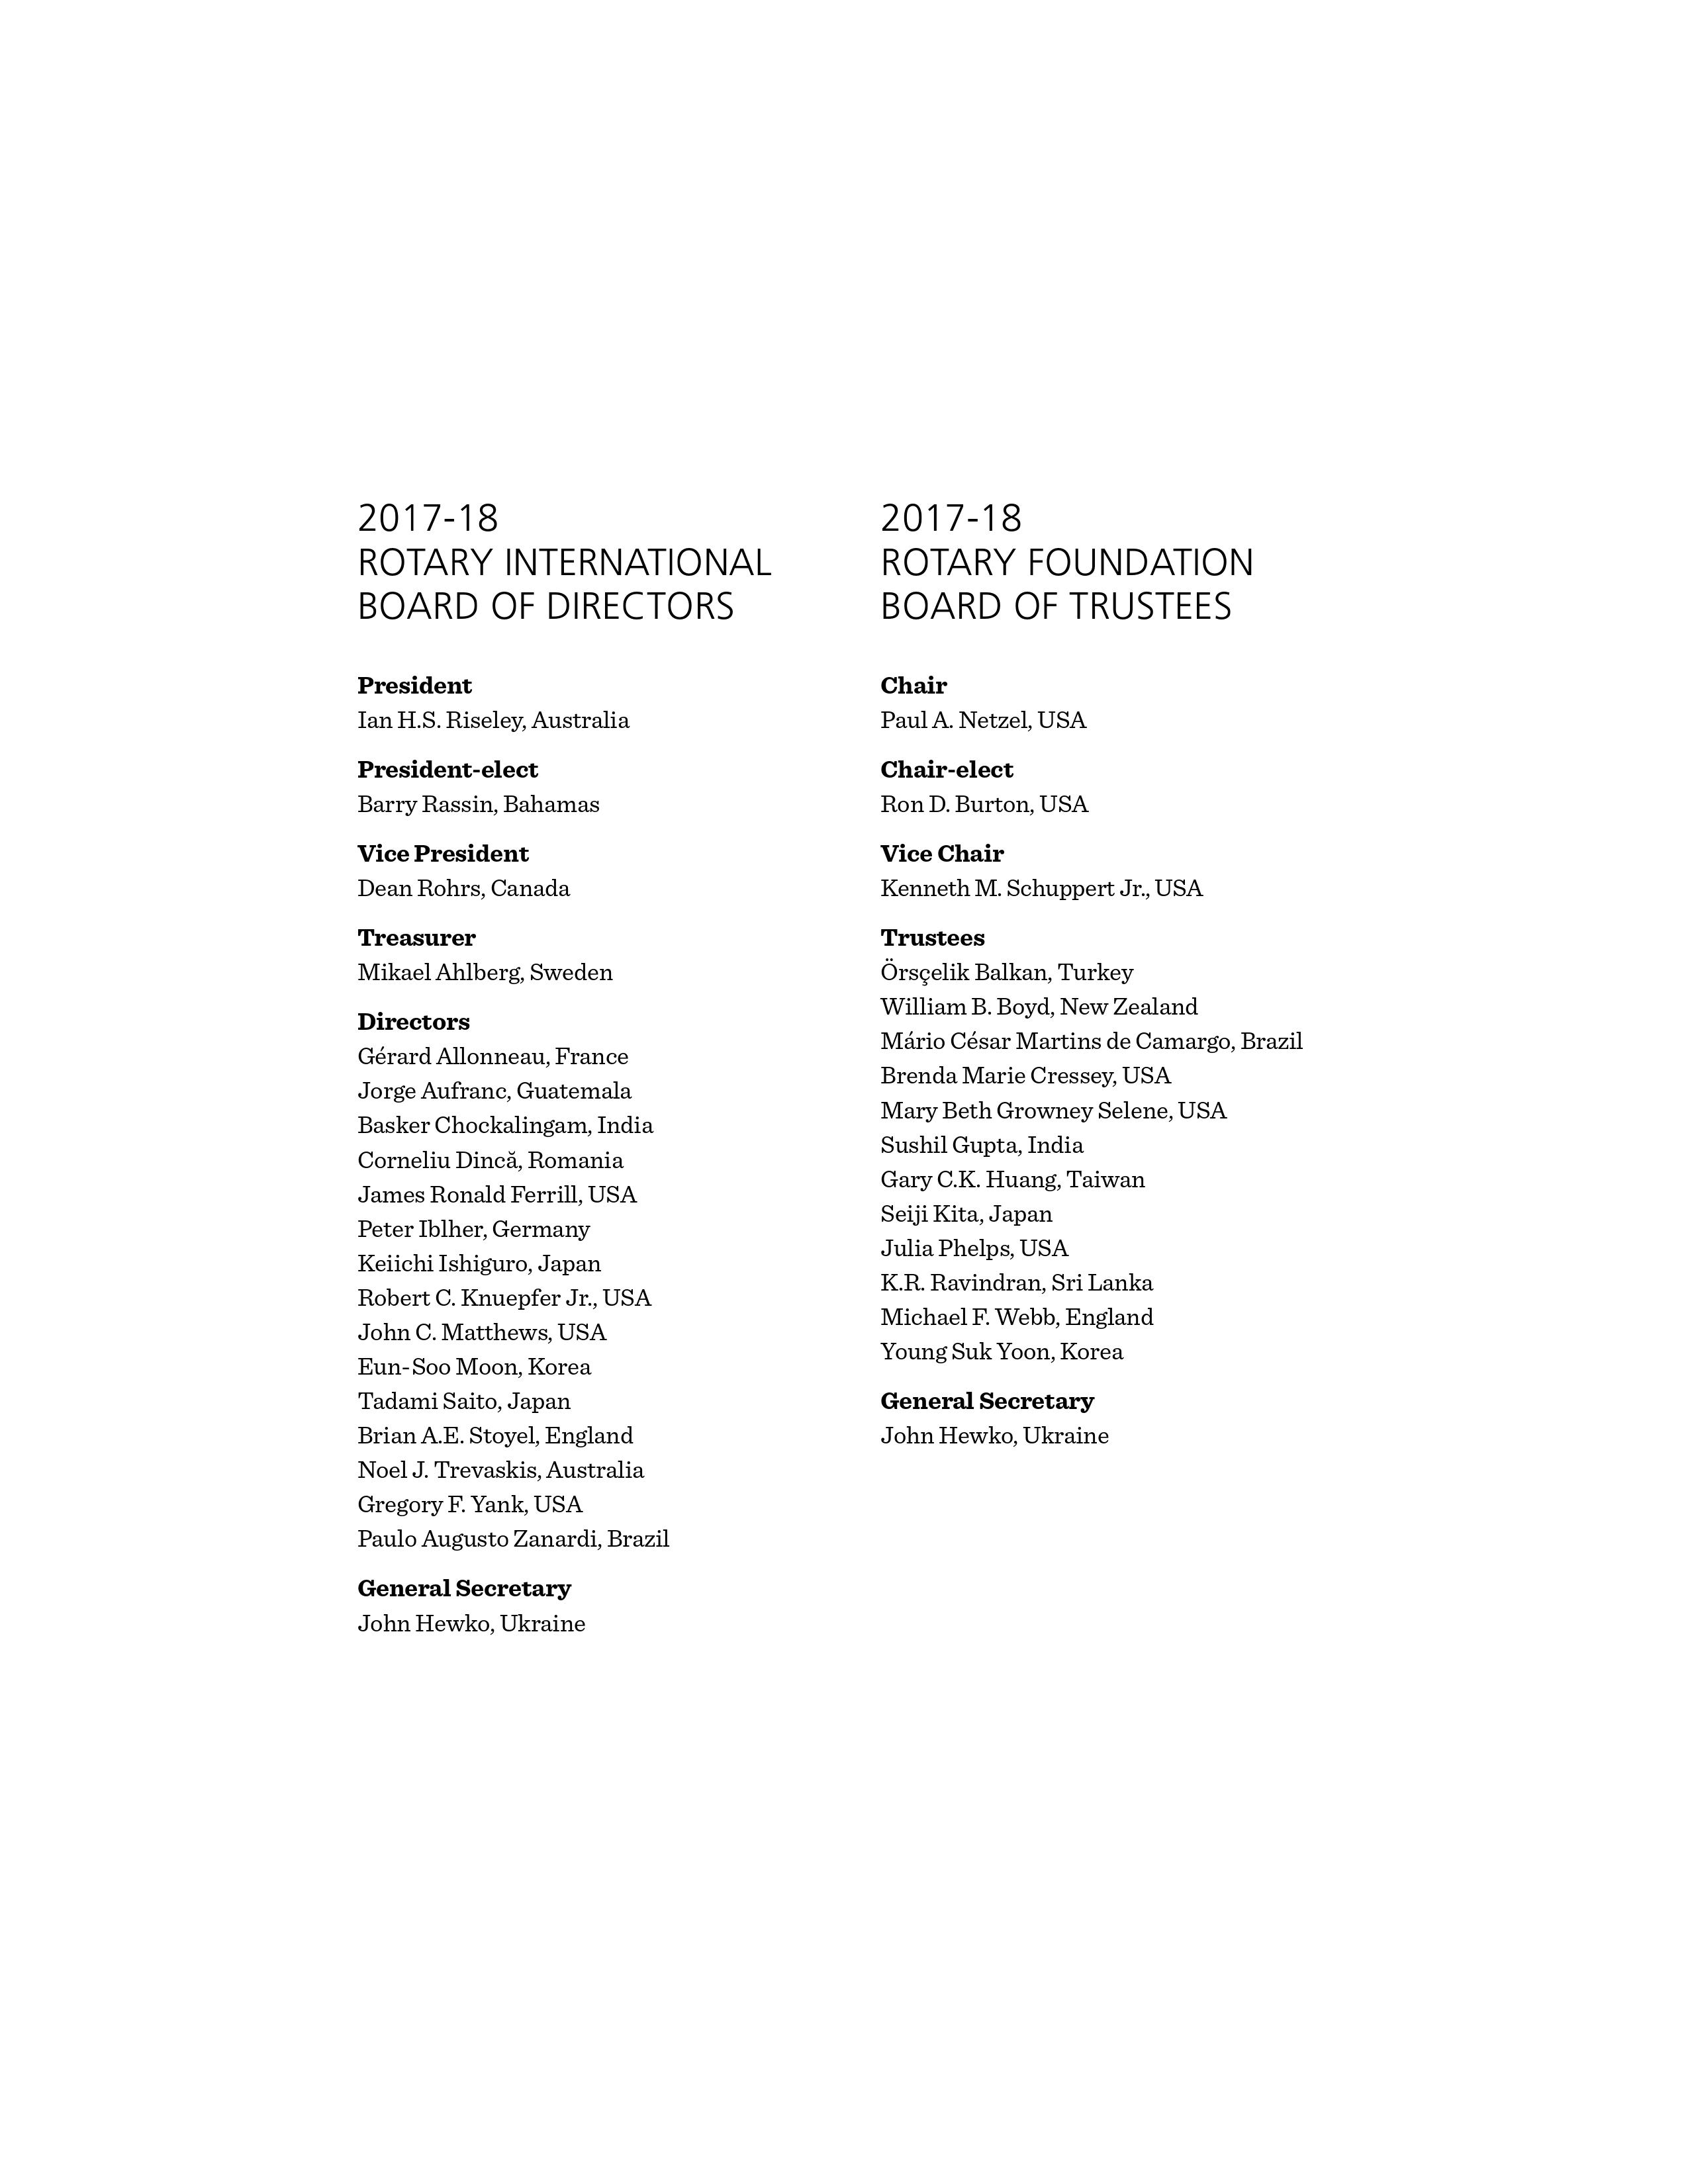 2017-18
ROTARY INTERNATIONAL
BOARD OF DIRECTORS
President
Ian H.S. Riseley, Australia
President-elect
Barry Rassin, Bahamas
Vice President
Dean Rohrs, Canada
Treasurer
Mikael Ahlberg, Sweden
Directors
Gérard Allonneau, France
Jorge Aufranc, Guatemala
Basker Chockalingam, India
Corneliu Dincă, Romania
James Ronald Ferrill, USA
Peter Iblher, Germany
Keiichi Ishiguro, Japan
Robert C. Knuepfer Jr., USA
John C. Matthews, USA
Eun-Soo Moon, Korea
Tadami Saito, Japan
Brian A.E. Stoyel, England
Noel J. Trevaskis, Australia
Gregory F. Yank, USA
Paulo Augusto Zanardi, Brazil
General Secretary
John Hewko, Ukraine
2017-18
ROTARY FOUNDATION
BOARD OF TRUSTEES
Chair
Paul A. Netzel, USA
Chair-elect
Ron D. Burton, USA
Vice Chair
Kenneth M. Schuppert Jr., USA
Trustees
Örsçelik Balkan, Turkey
William B. Boyd, New Zealand
Mário César Martins de Camargo, Brazil
Brenda Marie Cressey, USA
Mary Beth Growney Selene, USA
Sushil Gupta, India
Gary C.K. Huang, Taiwan
Seiji Kita, Japan
Julia Phelps, USA
K.R. Ravindran, Sri Lanka
Michael F. Webb, England
Young Suk Yoon, Korea
General Secretary
John Hewko, Ukraine